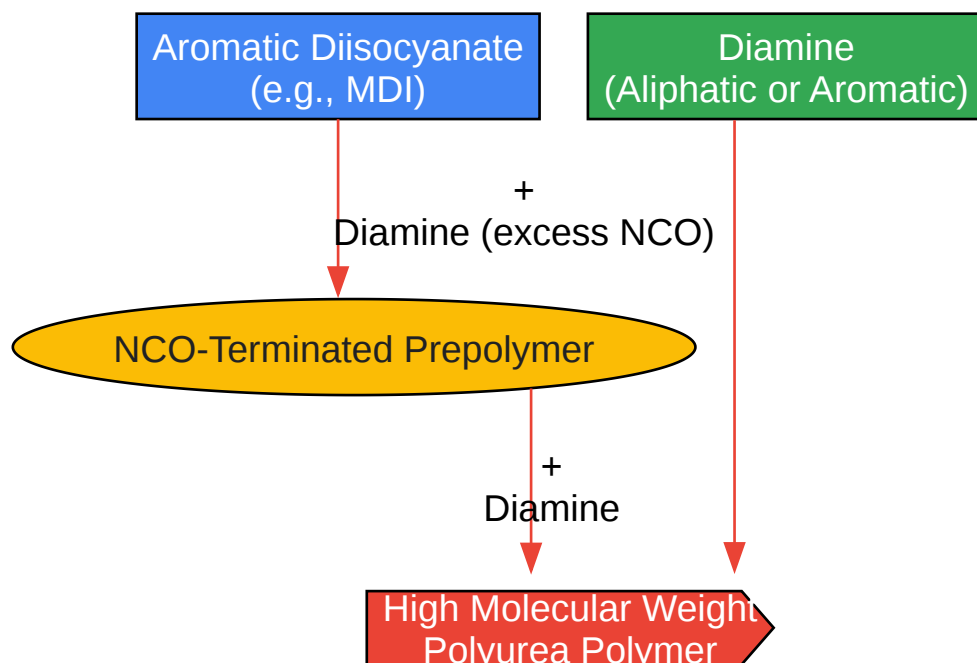 Aromatic Diisocyanate
(e.g., MDI)
Diamine
(Aliphatic or Aromatic)
+
Diamine (excess NCO)
NCO-Terminated Prepolymer
+
Diamine
High Molecular Weight
Polyurea Polymer